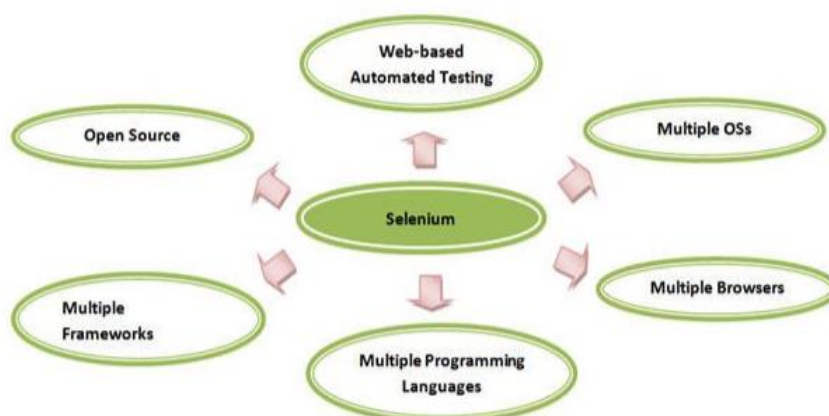 Web-based
Automated Testing
Open Source
Multiple OSs
Selenium
Multiple
Frameworks
Multiple Browsers
Multiple Programming
Languages